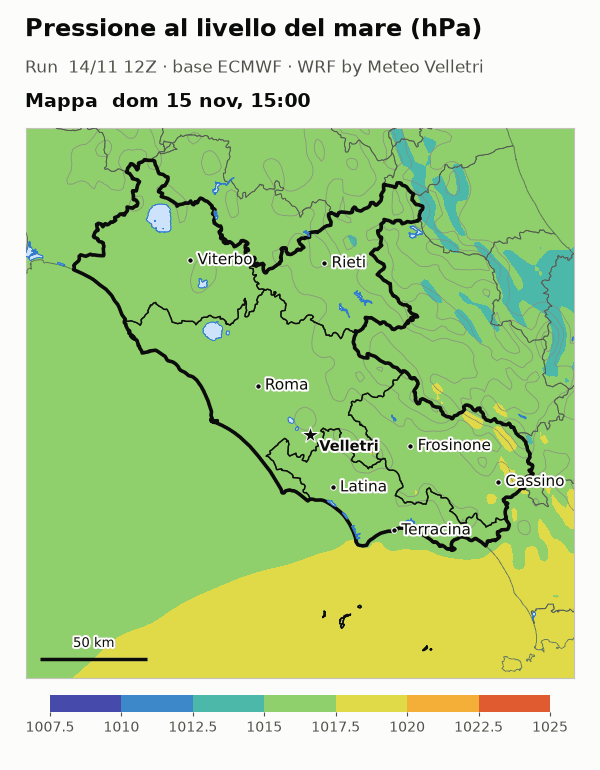 Pressione al livello del mare (hPa)
Run  14/11 12Z · base ECMWF · WRF by Meteo Velletri
Mappa  dom 15 nov, 15:00
Viterbo
Rieti
Roma
Velletri
Frosinone
Cassino
Latina
Terracina
50 km
1007.5 1010 1012.5 1015 1017.5 1020 1022.5 1025